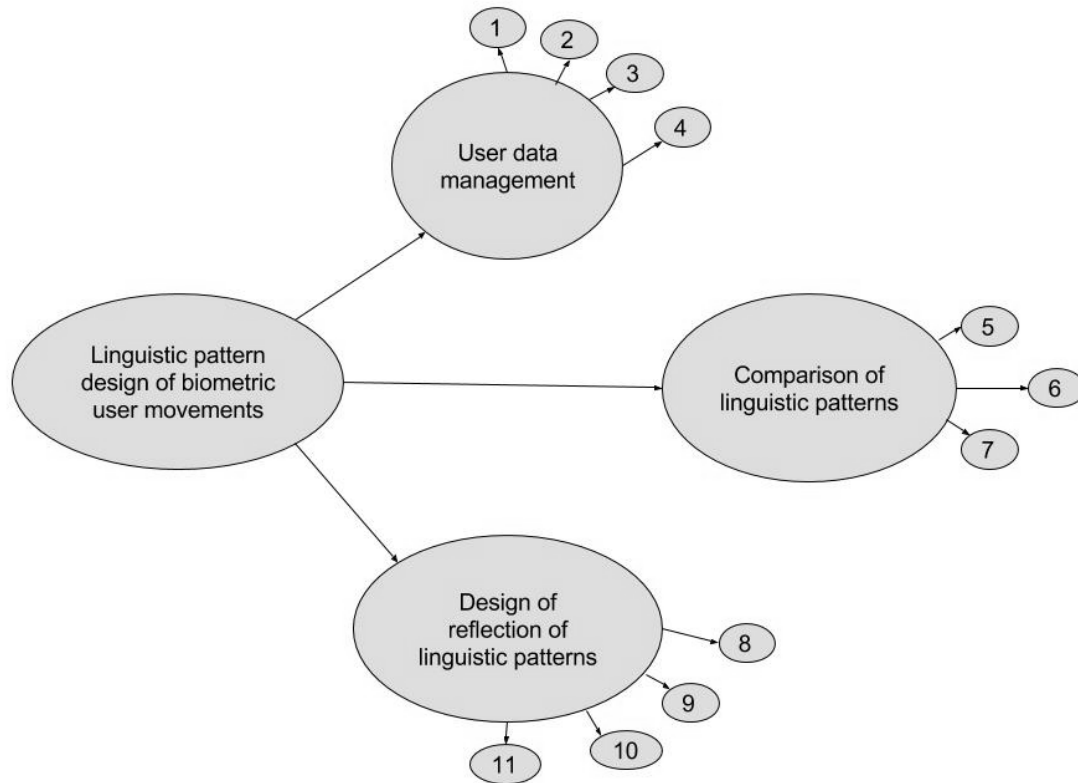 1
2
3
4
User data
management
Linguistic pattern
design of biometric
user movements
5
Comparison of
linguistic patterns
6
7
Design of
reflection of
linguistic patterns
8
9
10
11